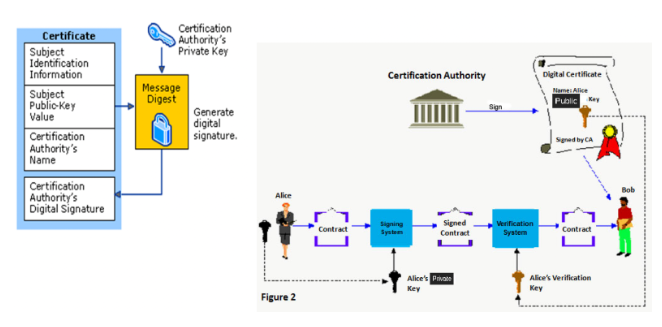 Certificate
Subject
Identification
Information
Subject
Public-Key
Value
Certification
Authority's
Name
Certification
Authority's
Digital Signature
Certification
Authority's
Private Key
Message
Digest
Generate
digital
signature.
Certification Authority
Sign
Digital Certificate
Name: Alice
Public Key
Signed by CA
Alice
Bob
Contract
Signing
System
Signed
Contract
Verification
System
Contract
Alice's Private
Key
Alice's Verification
Key
Figure 2